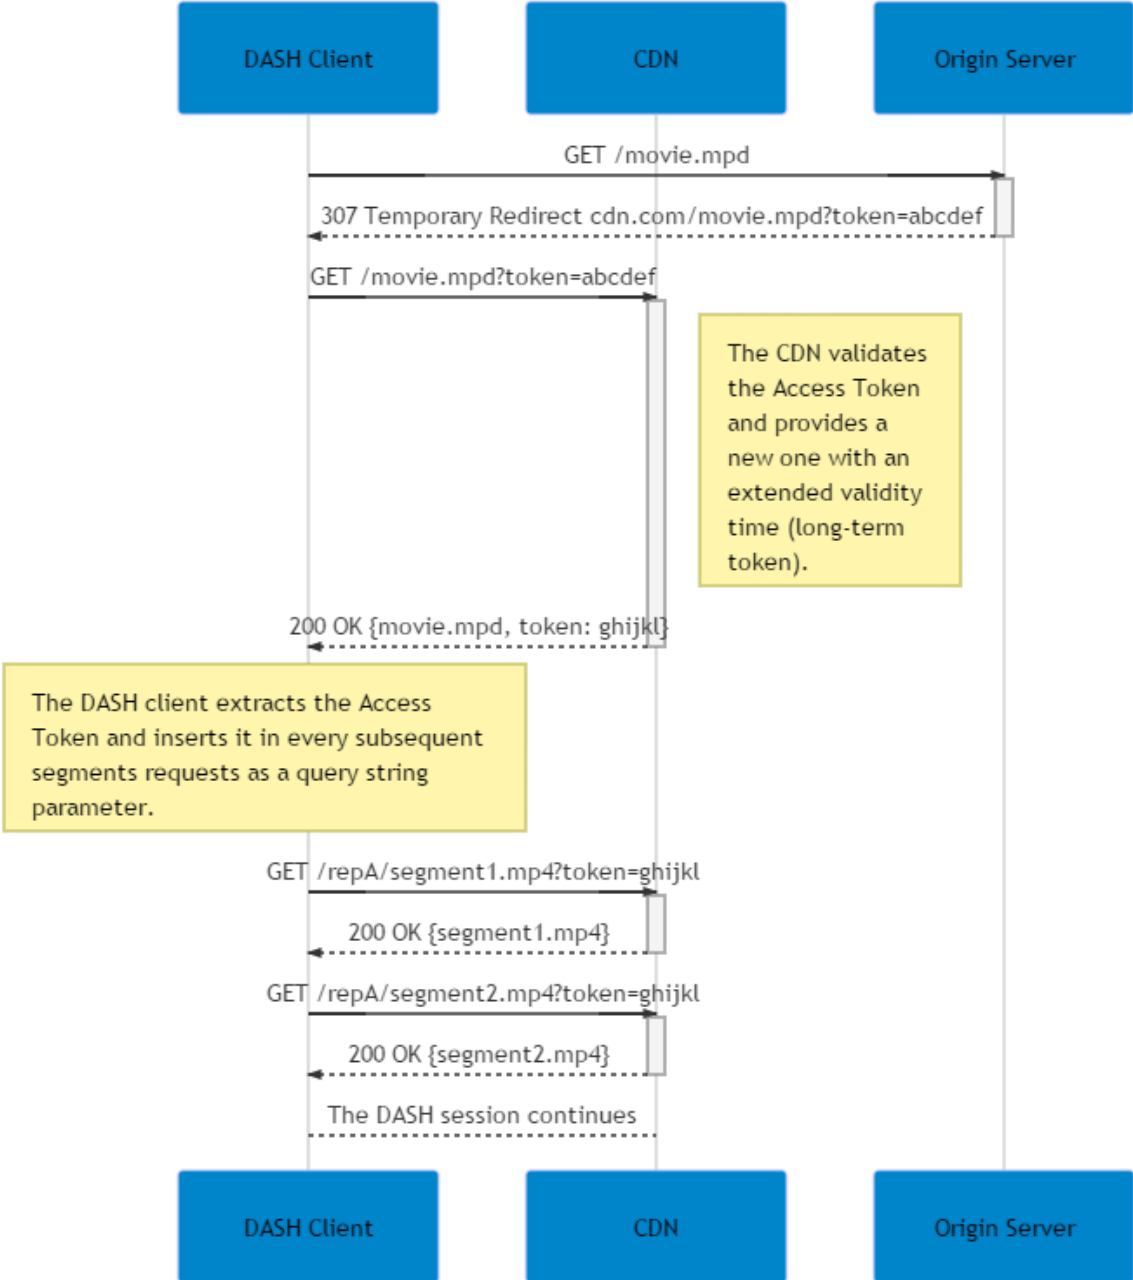 DASH Client
CDN
Origin Server
GET /movie.mpd
307 Temporary Redirect cdn.com/movie.mpd?token=abcdef
GET /movie.mpd?token=abcdef
The CDN validates
the Access Token
and provides a
new one with an
extended validity
time (long-term
token).
200 OK {movie.mpd, token: ghijkl}
The DASH client extracts the Access
Token and inserts it in every subsequent
segments requests as a query string
parameter.
GET /repA/segment1.mp4?token=ghijkl
200 OK {segment1.mp4}
GET /repA/segment2.mp4?token=ghijkl
200 OK {segment2.mp4}
The DASH session continues
DASH Client
CDN
Origin Server